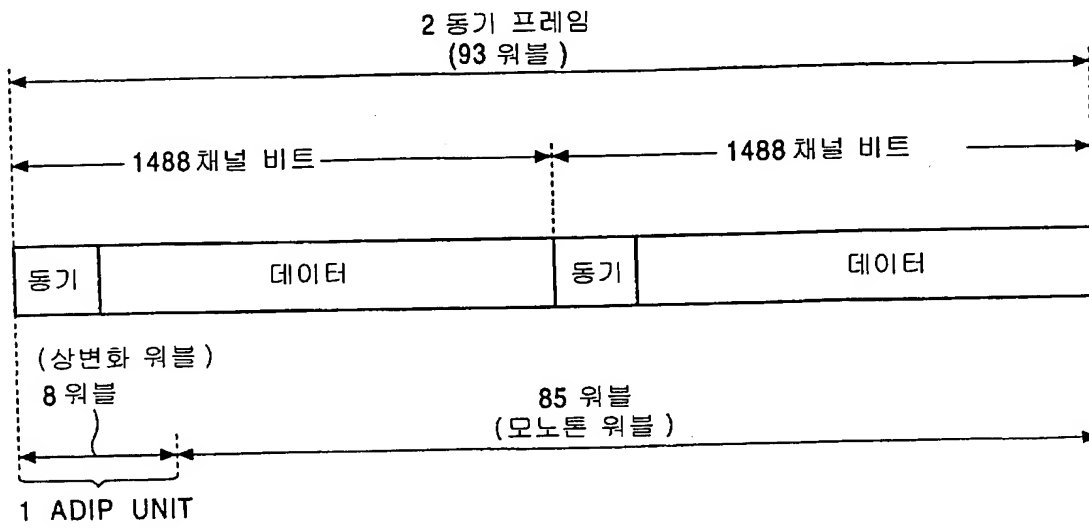 2 동기 프레임
(93 워블)
1488 채널 비트
1488 채널 비트
동기
데이터
동기
데이터
(상변화 워블)
8 워블
85 워블
(모노톤 워블)
1 ADIP UNIT